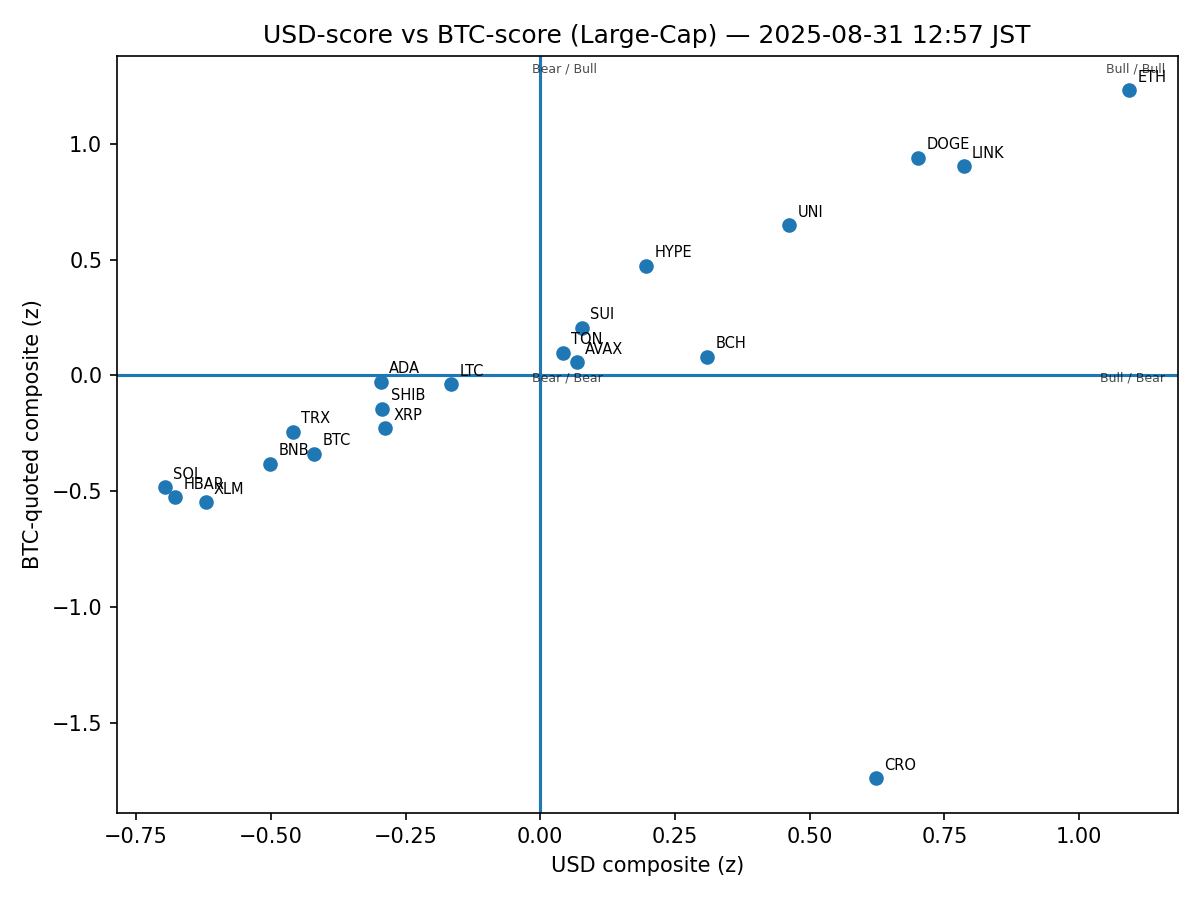 USD-score vs BTC-score (Large-Cap) — 2025-08-31 12:57 JST
Bear / Bull
Bull / Bull
ETH
DOGE
LINK
UNI
HYPE
SUI
TON
AVAX
BCH
ADA
LTC
Bear / Bear
Bull / Bear
SHIB
XRP
TRX
BTC
BNB
SOL
HBAR
XLM
CRO
1.0
0.5
0.0
−0.5
−1.0
−1.5
BTC-quoted composite (z)
−0.75
−0.50
−0.25
0.00
0.25
0.50
0.75
1.00
USD composite (z)